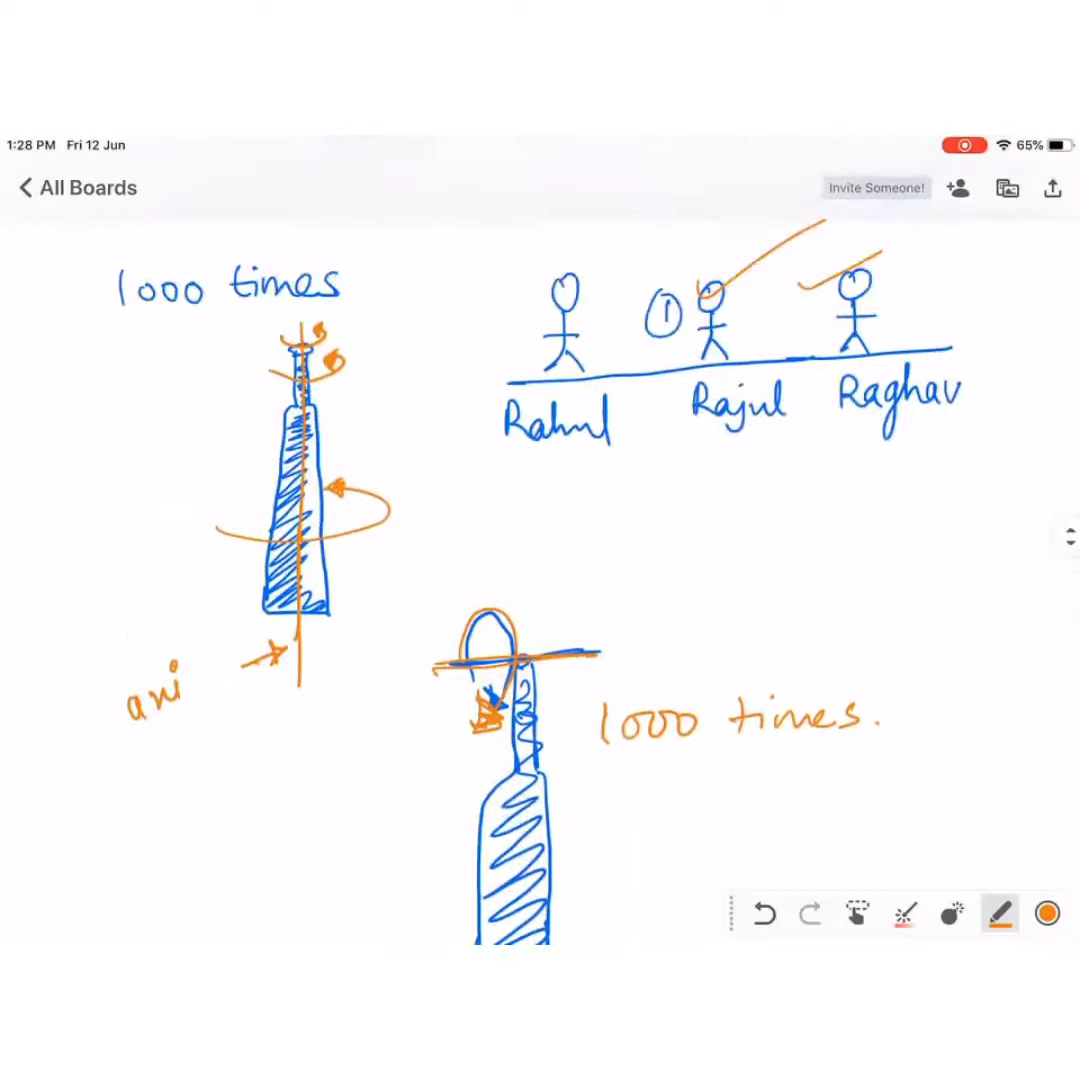 1:28 PM Fri 12 Jun
65%
All Boards
Invite Someone!
1000 times
1
Rahul Rajul Raghav
axi
1000 times.